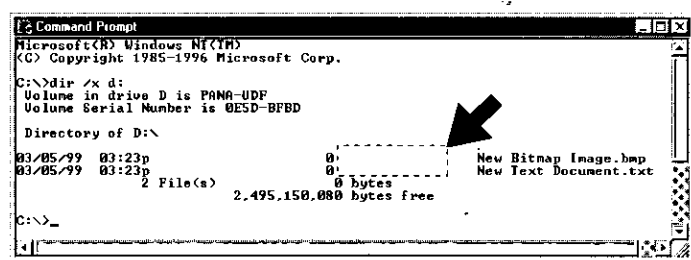 Command Prompt
Microsoft(R) Windows NT(TM)
(C) Copyright 1985-1996 Microsoft Corp.
C:\>dir /x d:
Volume in drive D is PANA-UDF
Volume Serial Number is 0E5D-BFBD
Directory of D:\
03/05/99 03:23p 0 New Bitmap Image.bmp
03/05/99 03:23p 0 New Text Document.txt
2 File(s) 0 bytes
2,495,150,080 bytes free
C:\>_